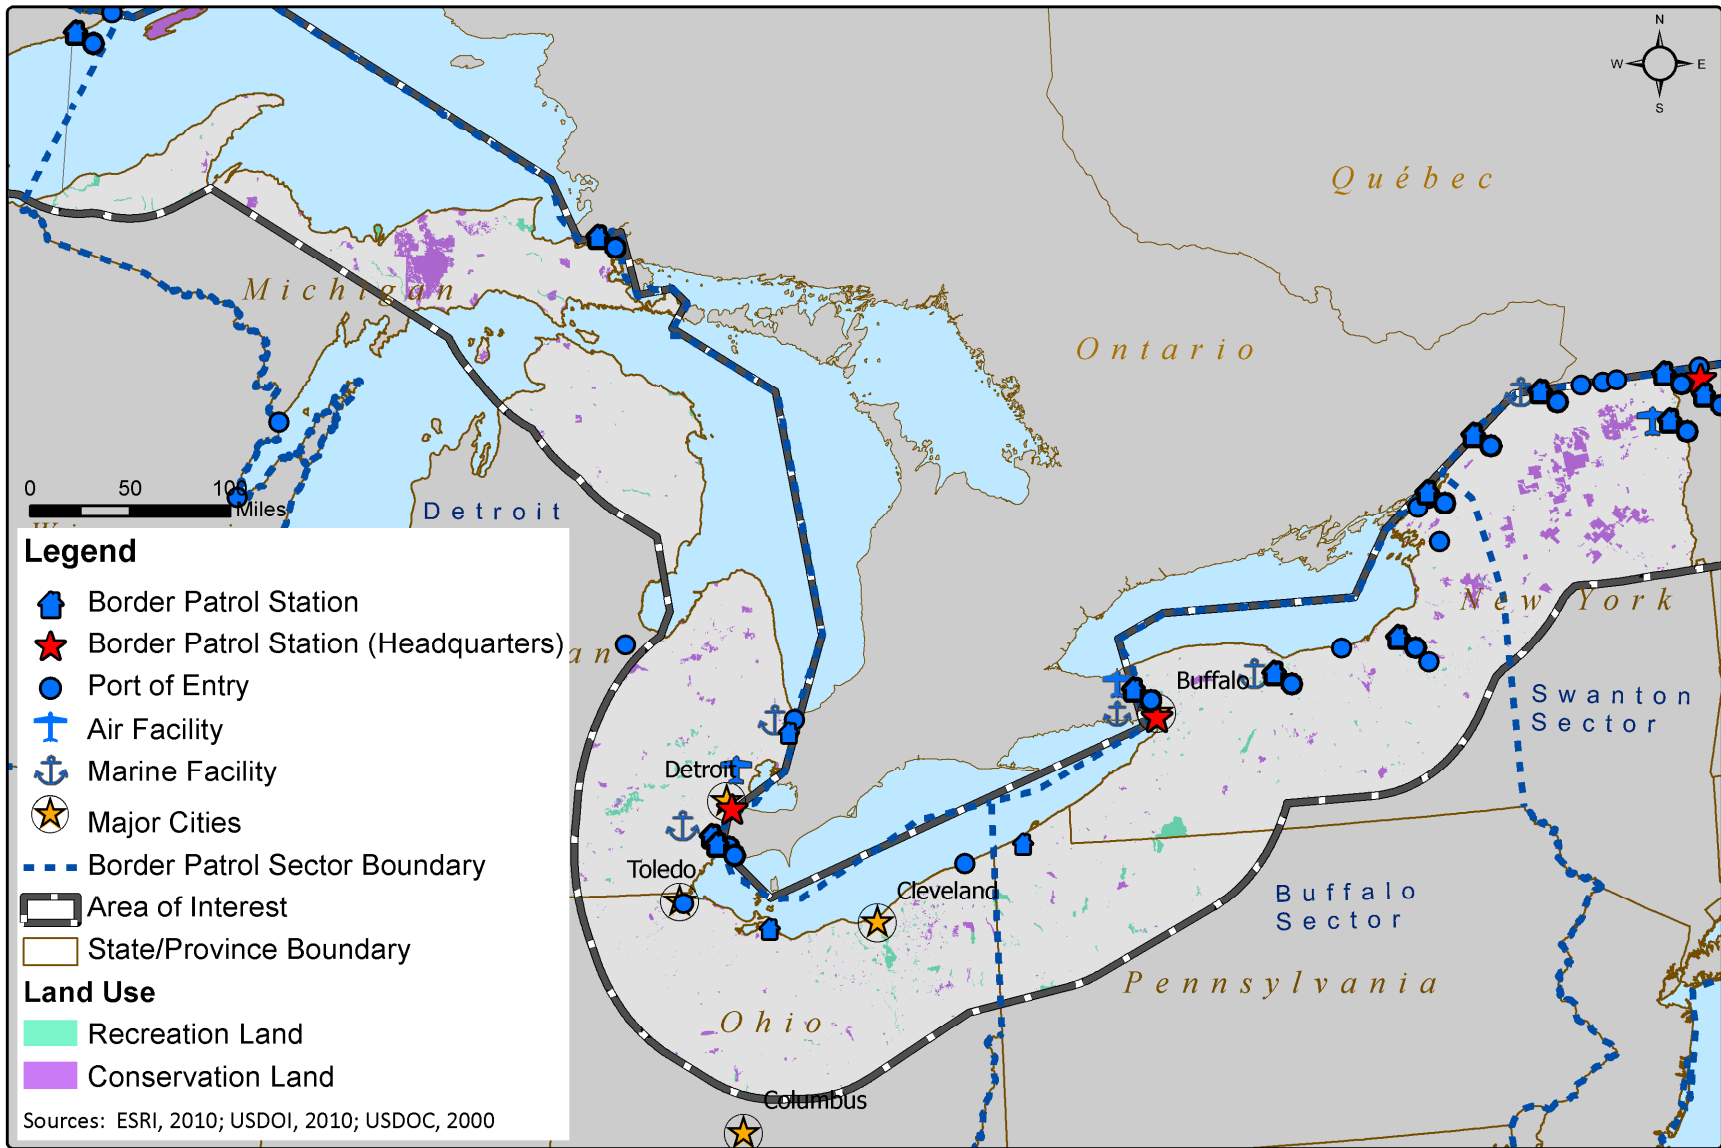 N
W E
S
Québec
Michigan
Ontario
0 50 100
Miles
Detroit
Legend
Border Patrol Station
Border Patrol Station (Headquarters)
Port of Entry
Air Facility
Marine Facility
Major Cities
Border Patrol Sector Boundary
Area of Interest
State/Province Boundary
Land Use
Recreation Land
Conservation Land
Sources: ESRI, 2010; USDOI, 2010; USDOC, 2000
an
New York
Buffalo
Swanton
Sector
Detroit
Toledo
Cleveland
Buffalo
Sector
Pennsylvania
Ohio
Columbus